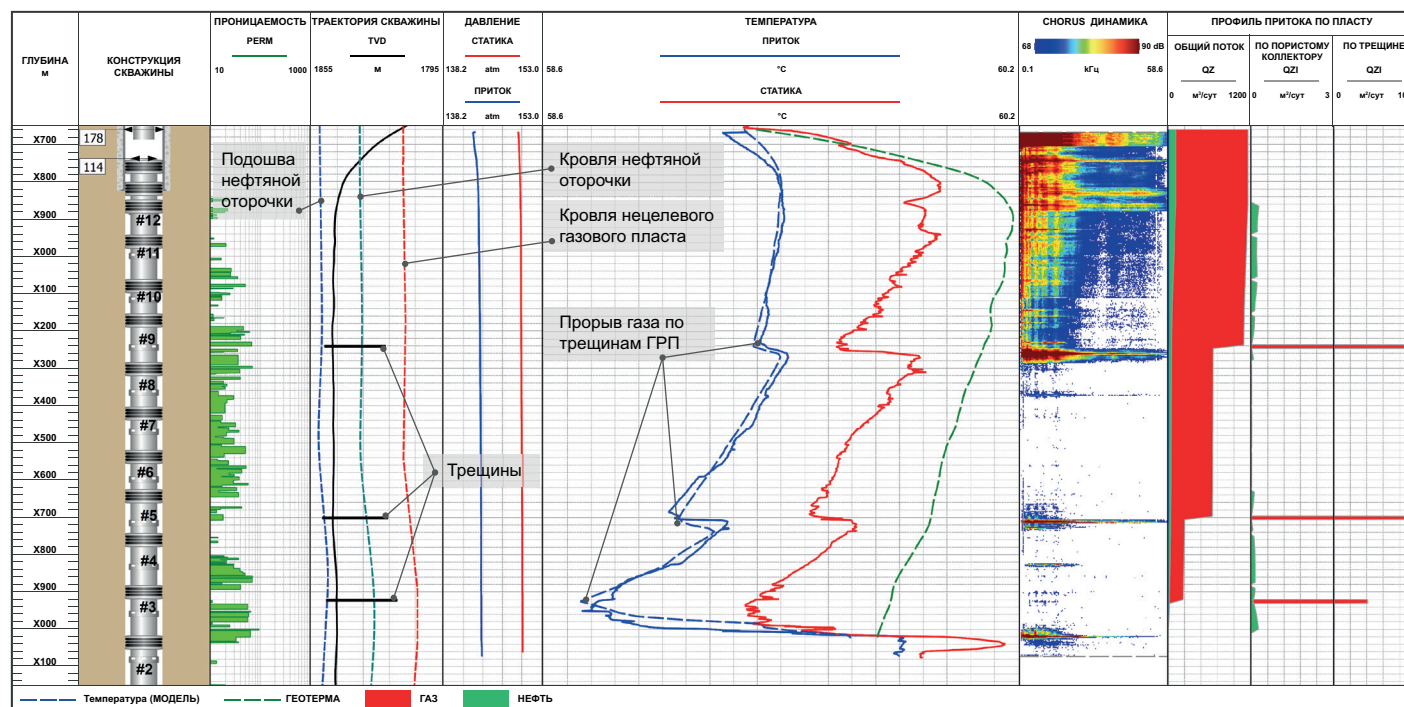 ПРОНИЦАЕМОСТЬ
ТРАЕКТОРИЯ СКВАЖИНЫ
ДАВЛЕНИЕ
ТЕМПЕРАТУРА
CHORUS ДИНАМИКА
ПРОФИЛЬ ПРИТОКА ПО ПЛАСТУ
ГЛУБИНА
м
КОНСТРУКЦИЯ
СКВАЖИНЫ
PERM
10 1000
TVD
1855 М 1795
СТАТИКА
138.2 atm 153.0
ПРИТОК
138.2 atm 153.0
ПРИТОК
58.6 °С 60.2
СТАТИКА
58.6 °С 60.2
68 90 dB
0.1 кГц 58.6
ОБЩИЙ ПОТОК
QZ
0 м³/сут 1200
ПО ПОРИСТОМУ
КОЛЛЕКТОРУ
QZI
0 м³/сут 3
ПО ТРЕЩИНЕ
QZI
0 м³/сут 10
X700
X800
X900
X000
X100
X200
X300
X400
X500
X600
X700
X800
X900
X000
X100
178
114
#12
#11
#10
#9
#8
#7
#6
#5
#4
#3
#2
Подошва
нефтяной
оторочки
Кровля нефтяной
оторочки
Кровля нецелевого
газового пласта
Прорыв газа по
трещинам ГРП
Трещины
Температура (МОДЕЛЬ)
ГЕОТЕРМА
ГАЗ
НЕФТЬ